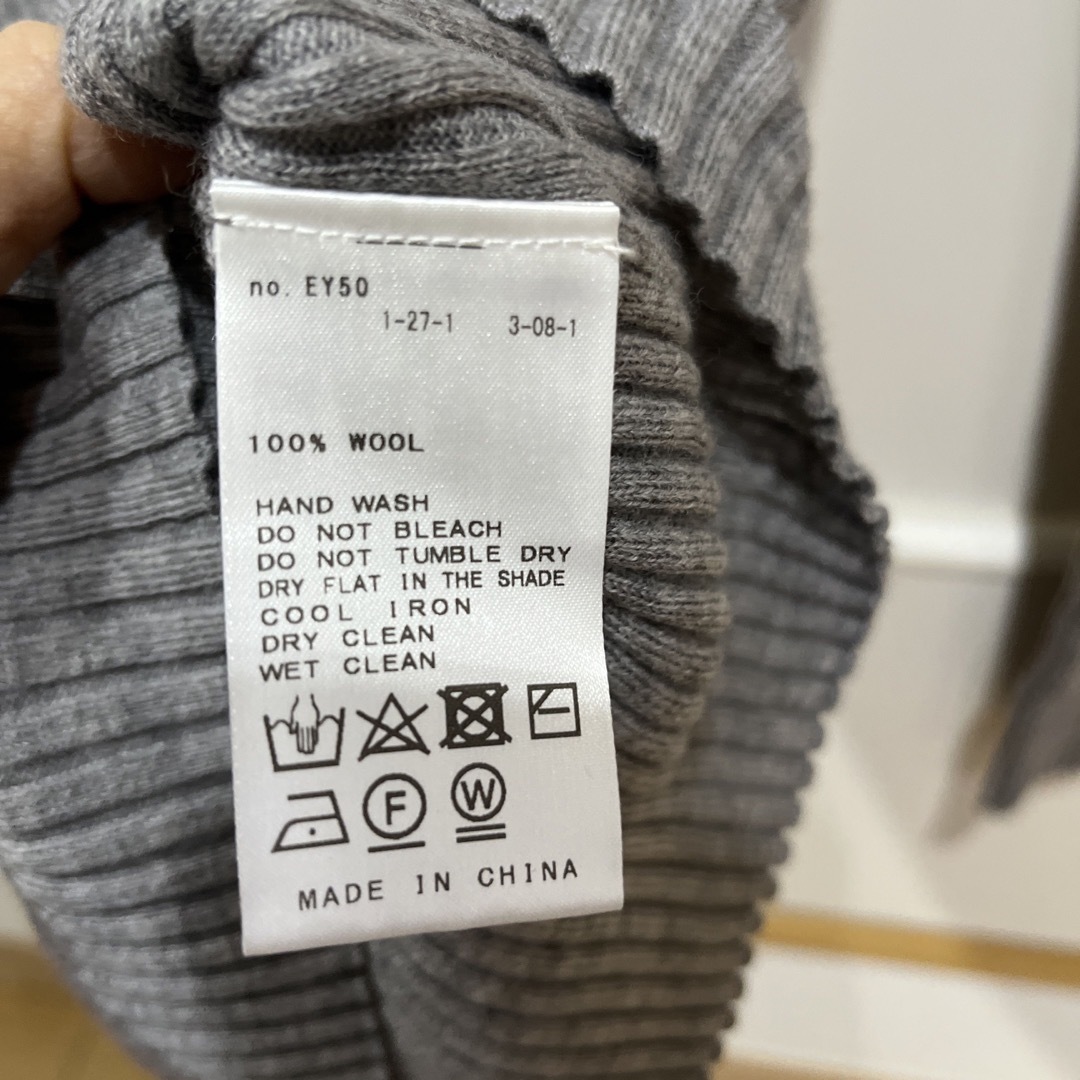 no. EY50
1-27-1 3-08-1
100% WOOL
HAND WASH
DO NOT BLEACH
DO NOT TUMBLE DRY
DRY FLAT IN THE SHADE
COOL IRON
DRY CLEAN
WET CLEAN
F W
MADE IN CHINA